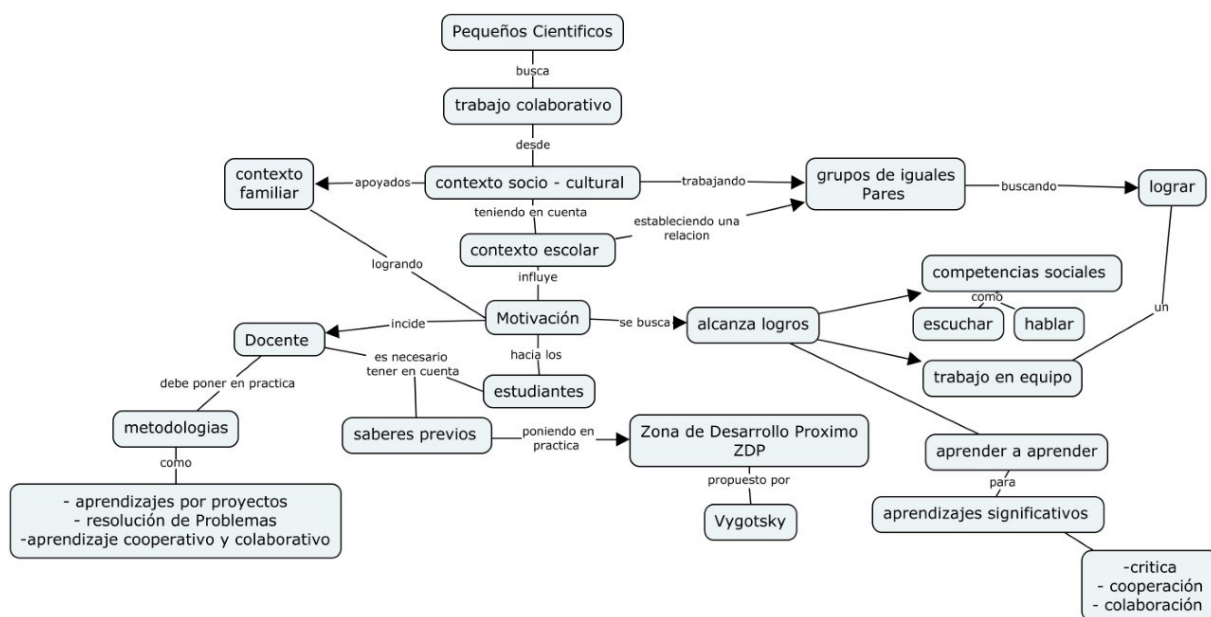 Pequeños Cientificos
busca
trabajo colaborativo
desde
contexto
familiar
apoyados
contexto socio - cultural
trabajando
grupos de iguales
Pares
buscando
lograr
teniendo en cuenta
estableciendo una
relacion
contexto escolar
logrando
influye
competencias sociales
como
escuchar
hablar
un
Motivación
se busca
alcanza logros
incide
Docente
hacia los
es necesario
tener en cuenta
trabajo en equipo
debe poner en practica
estudiantes
metodologias
saberes previos
poniendo en
practica
Zona de Desarrollo Proximo
ZDP
aprender a aprender
como
propuesto por
para
- aprendizajes por proyectos
- resolución de Problemas
-aprendizaje cooperativo y colaborativo
Vygotsky
aprendizajes significativos
-critica
- cooperación
- colaboración